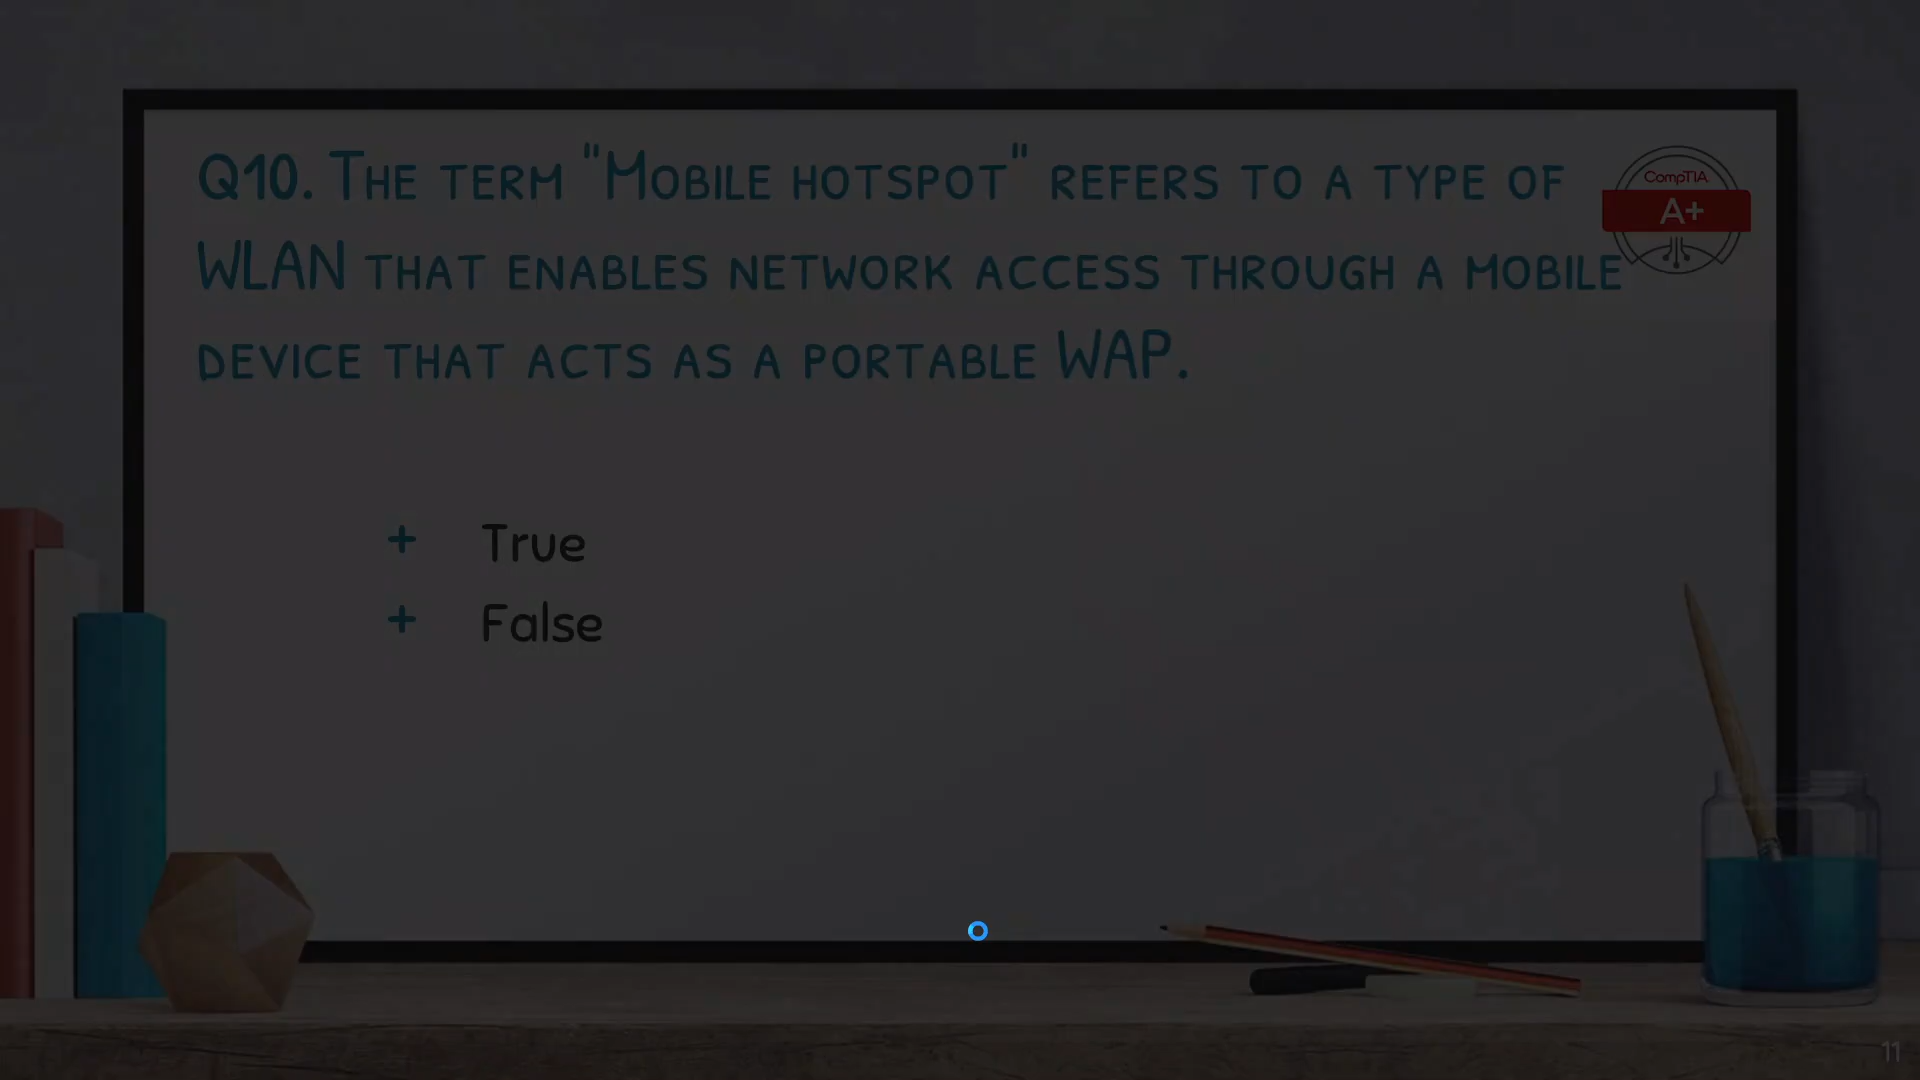 Q10. The term "Mobile hotspot" refers to a type of
WLAN that enables network access through a mobile
device that acts as a portable WAP.
CompTIA
A+
+ True
+ False
11